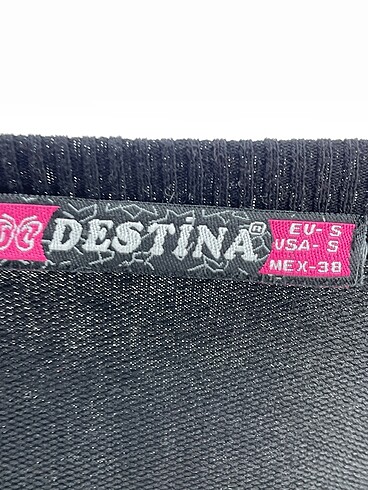 DESTİNA®
EU- S
USA- S
MEX-38